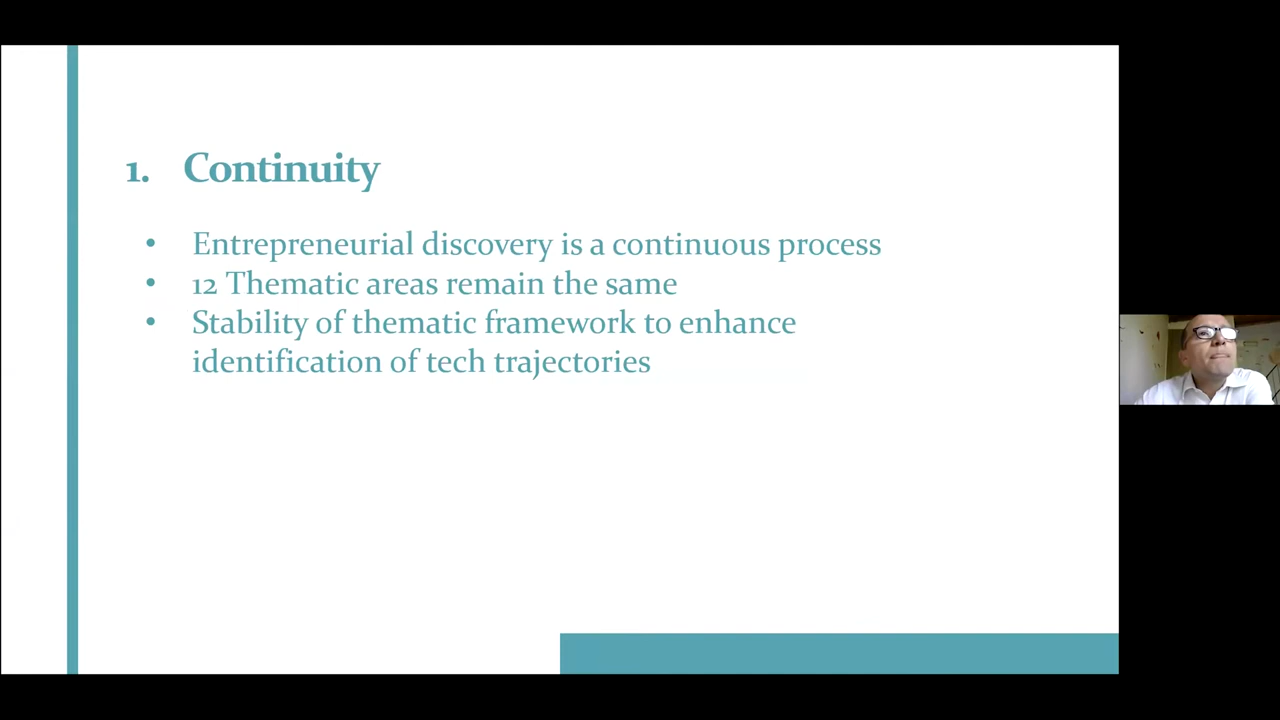 1. Continuity
• Entrepreneurial discovery is a continuous process
• 12 Thematic areas remain the same
• Stability of thematic framework to enhance
identification of tech trajectories